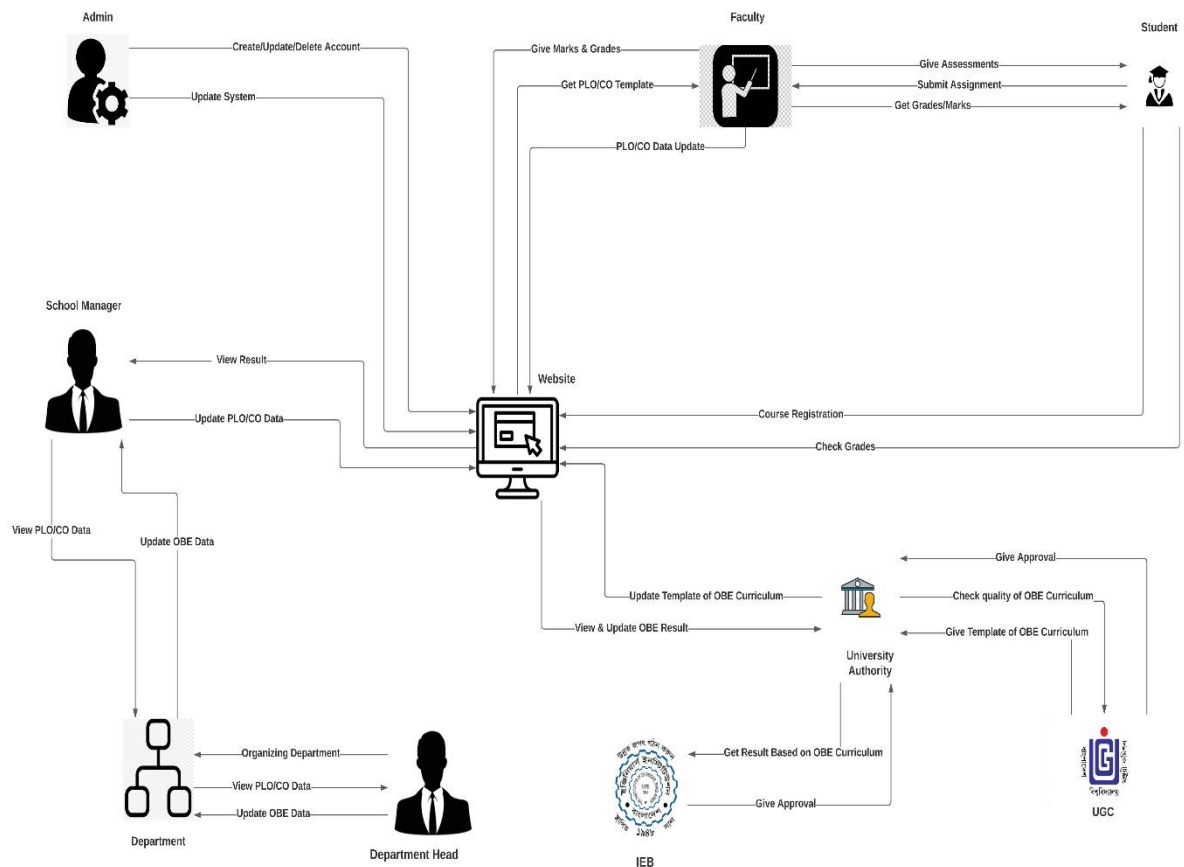 Admin
Faculty
Student
Create/Update/Delete Account
Give Marks & Grades
Give Assessments
Get PLO/CO Template
Submit Assignment
Update System
Get Grades/Marks
PLO/CO Data Update
School Manager
View Result
Website
Update PLO/CO Data
Course Registration
Check Grades
View PLO/CO Data
Update OBE Data
Give Approval
Update Template of OBE Curriculum
Check quality of OBE Curriculum
View & Update OBE Result
Give Template of OBE Curriculum
University
Authority
Organizing Department
Get Result Based on OBE Curriculum
View PLO/CO Data
Give Approval
Update OBE Data
UGC
Department
Department Head
IEB
১৯৪৮